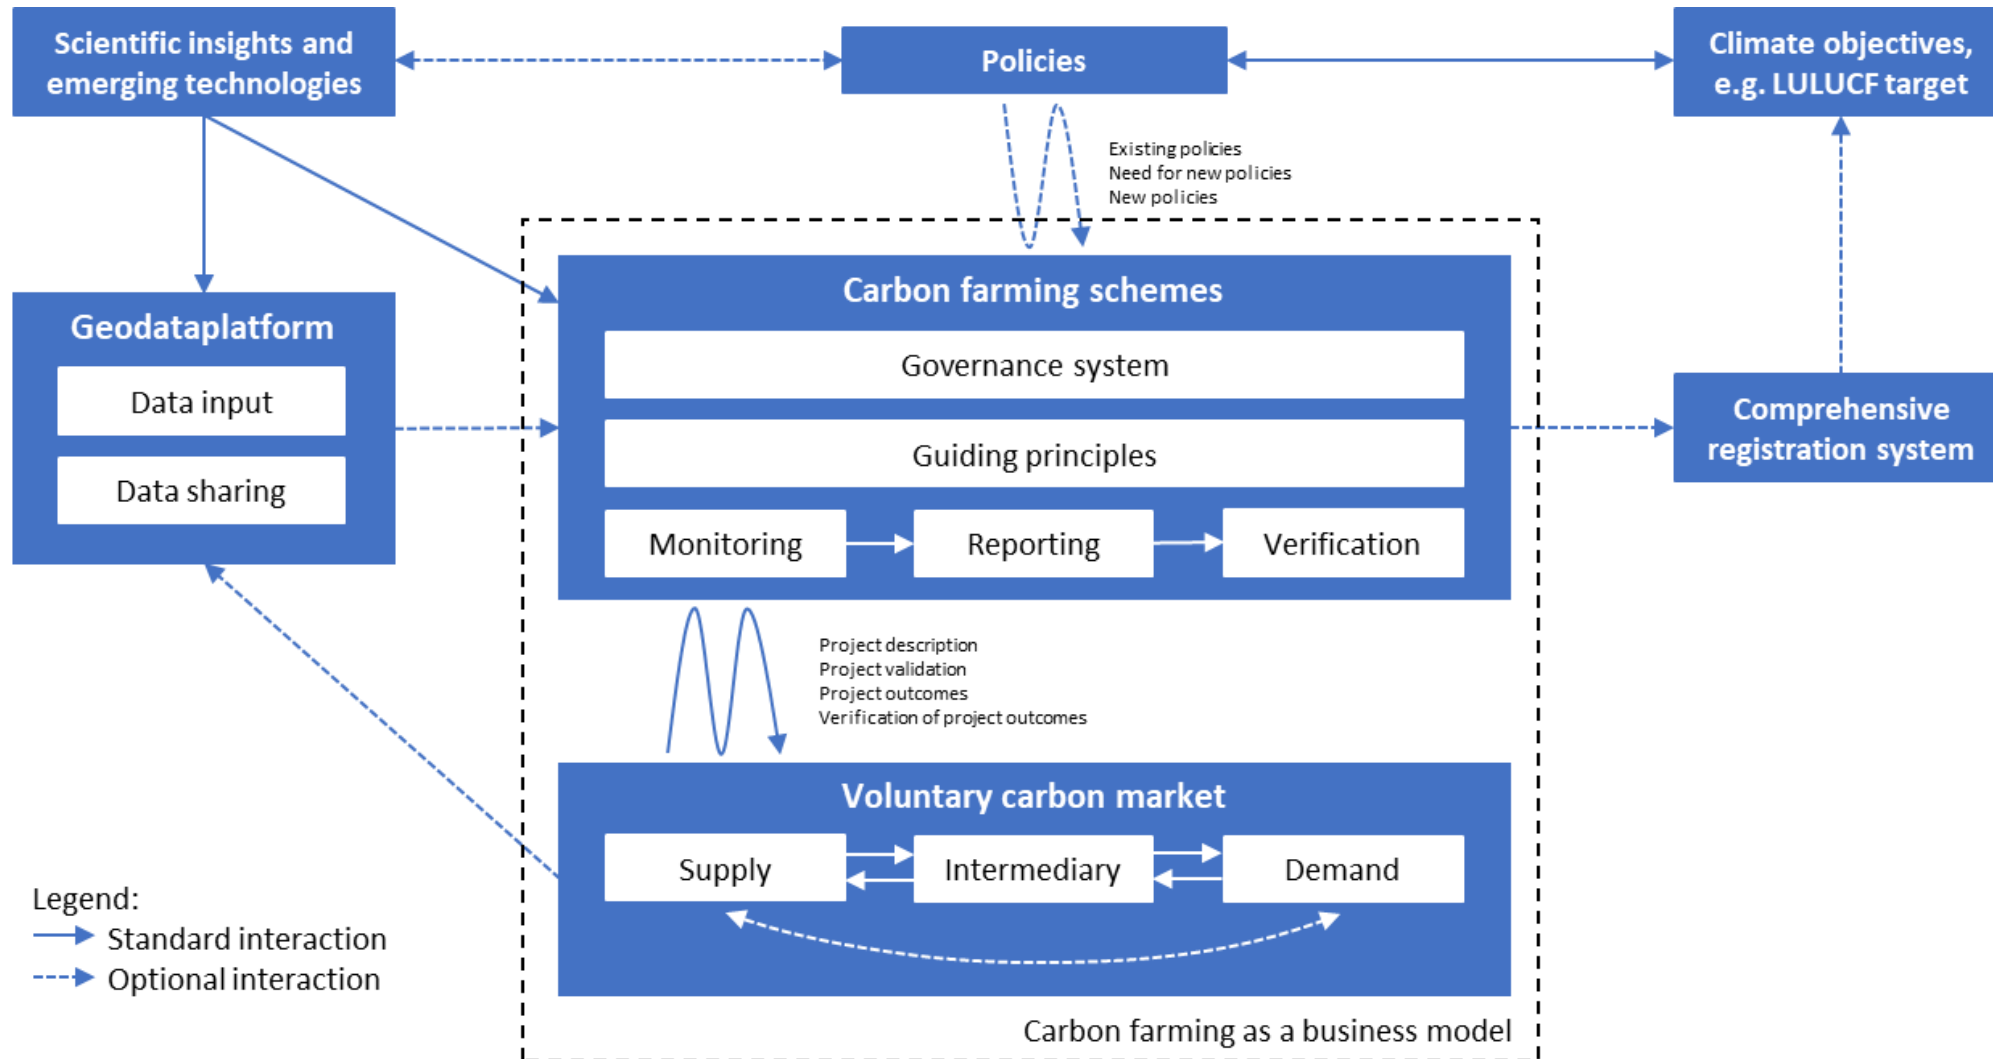 Scientific insights and
emerging technologies
Policies
Climate objectives,
e.g. LULUCF target
Existing policies
Need for new policies
New policies
Geodataplatform
Data input
Data sharing
Carbon farming schemes
Governance system
Guiding principles
Monitoring
Reporting
Verification
Comprehensive
registration system
Project description
Project validation
Project outcomes
Verification of project outcomes
Voluntary carbon market
Supply
Intermediary
Demand
Legend:
Standard interaction
Optional interaction
Carbon farming as a business model